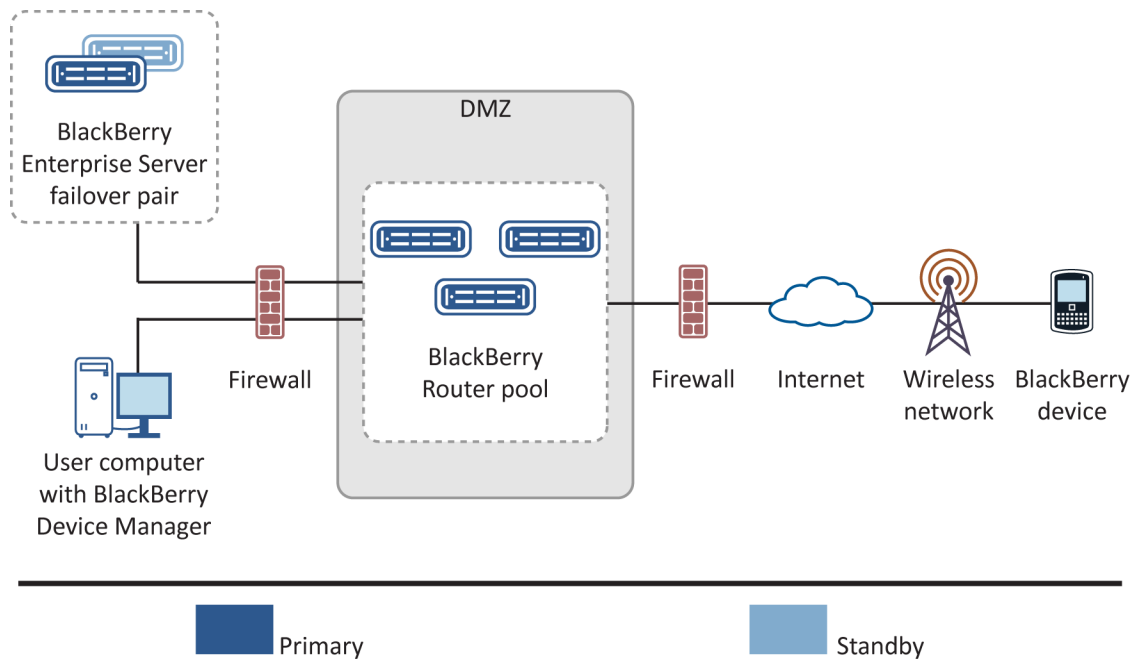 DMZ
BlackBerry
Enterprise Server
failover pair
BlackBerry
Router pool
Firewall
Firewall
Internet
Wireless
network
BlackBerry
device
User computer
with BlackBerry
Device Manager
Primary
Standby